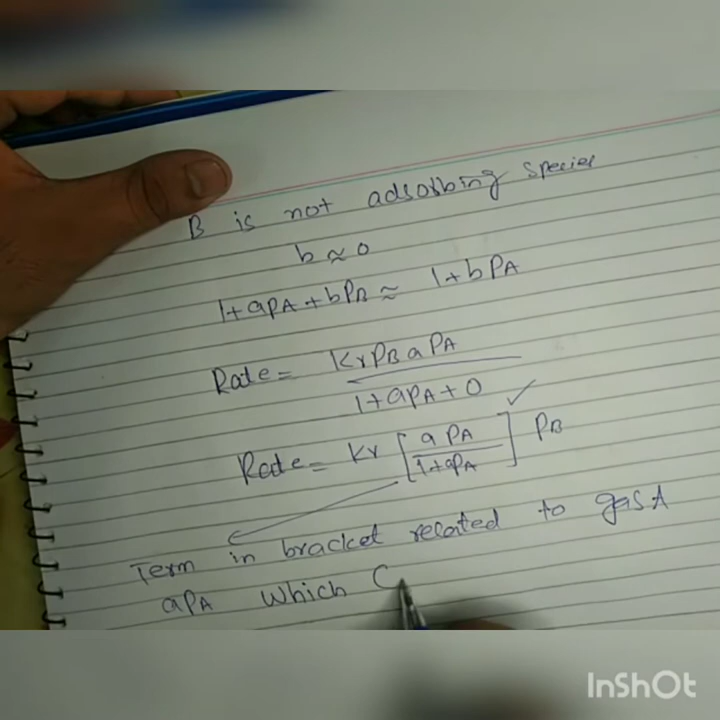 B is not adsorbing species
b ≈ 0
1+aPA+bPB ≈ 1+bPA
Rate = KrPBaPA / 1+aPA+0
Rate = Kr [aPA / 1+aPA] PB
Term in bracket related to gas A
aPA which C
InShOt